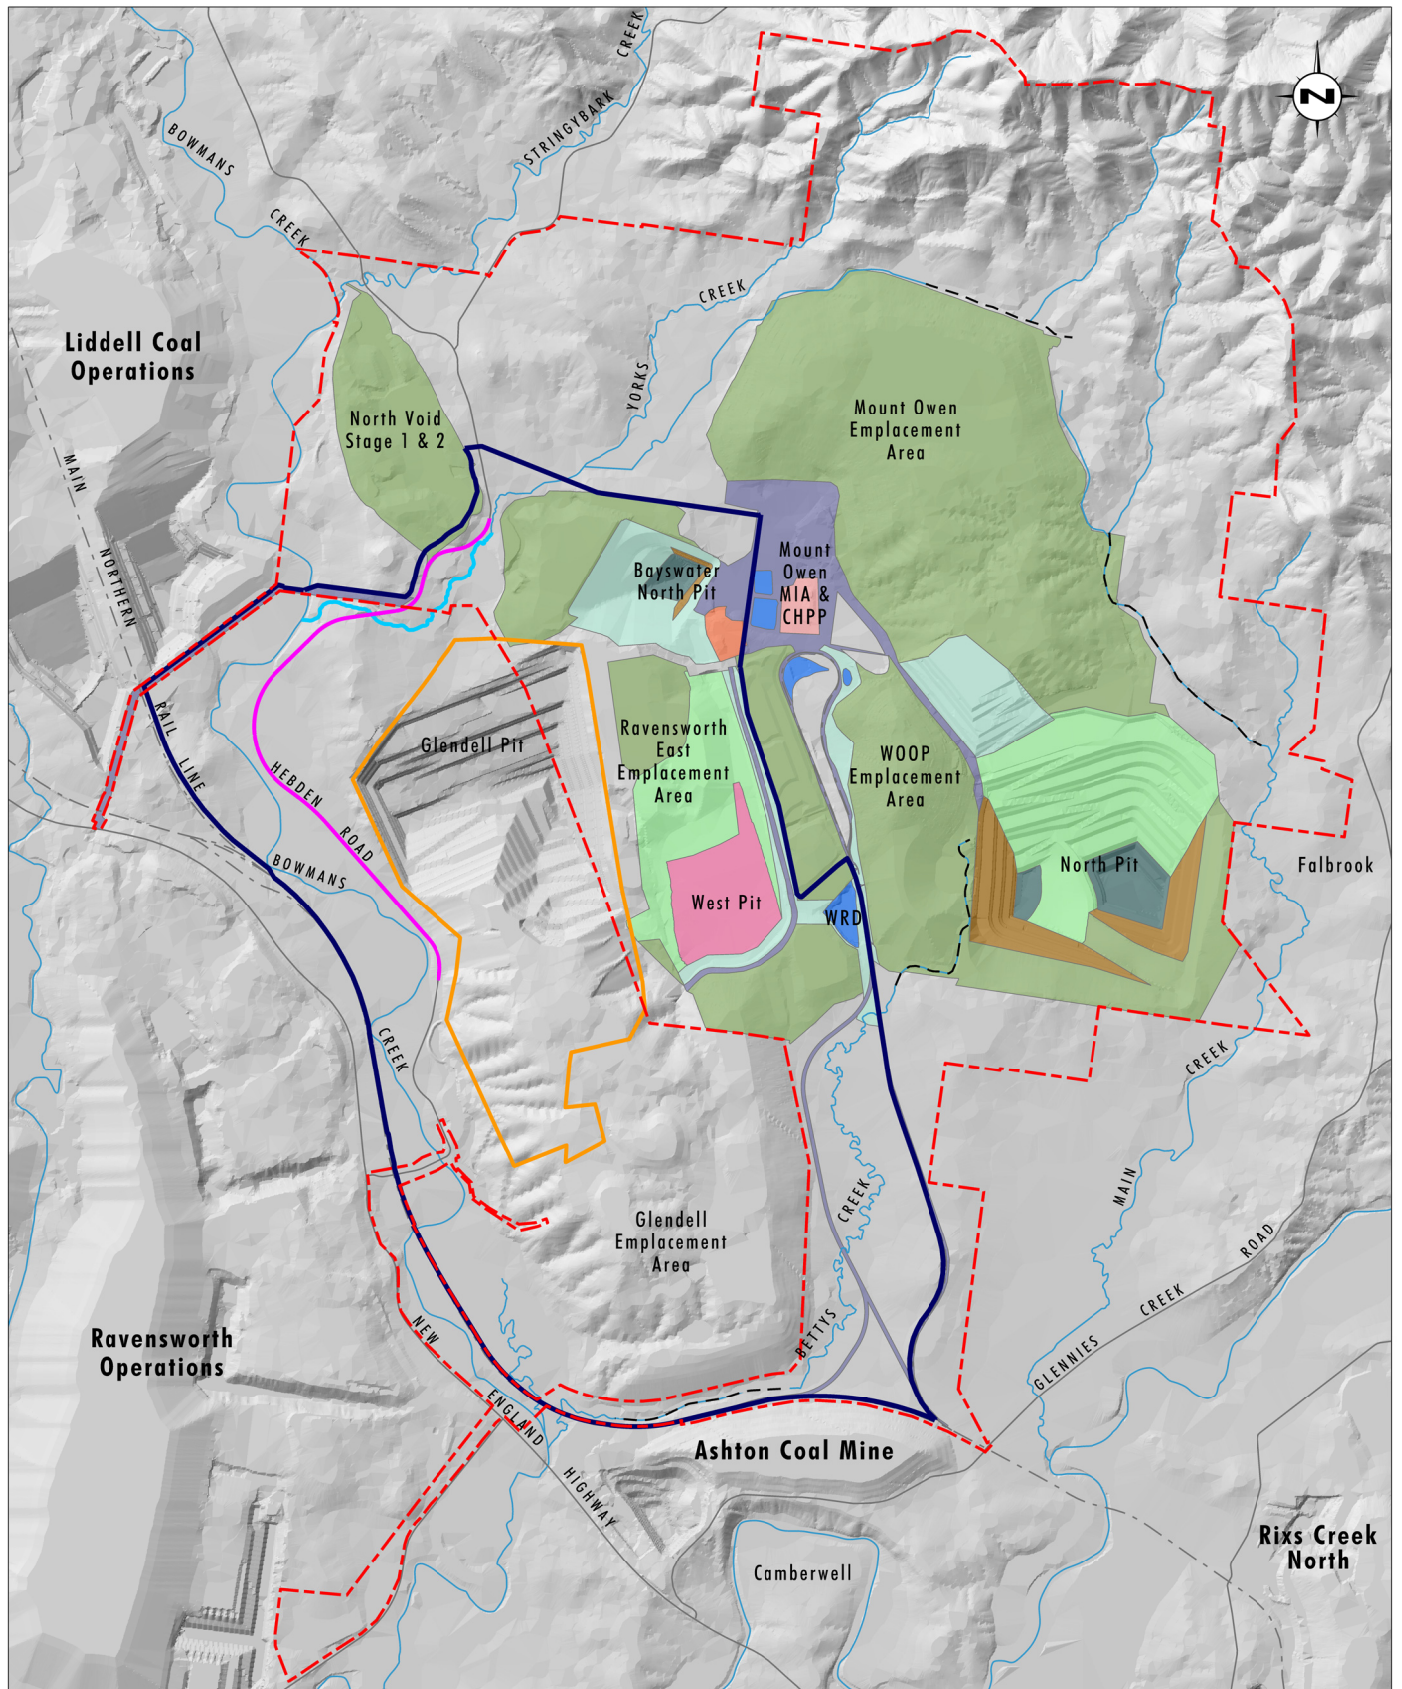 CREEK
STRINGYBARK
BOWMANS
CREEK
N
CREEK
YORKS
Liddell Coal
Operations
North Void
Stage 1 & 2
Mount Owen
Emplacement
Area
MAIN
NORTHERN
RAIL
LINE
Bayswater
North Pit
Mount
Owen
MIA &
CHPP
Glendell Pit
Ravensworth
East
Emplacement
Area
WOOP
Emplacement
Area
HEBDEN
ROAD
BOWMANS
CREEK
West Pit
WRD
North Pit
Falbrook
CREEK
MAIN
CREEK
BETTYS
Glendell
Emplacement
Area
ROAD
CREEK
GLENNIES
Ravensworth
Operations
NEW
ENGLAND
HIGHWAY
Ashton Coal Mine
Camberwell
Rixs Creek
North